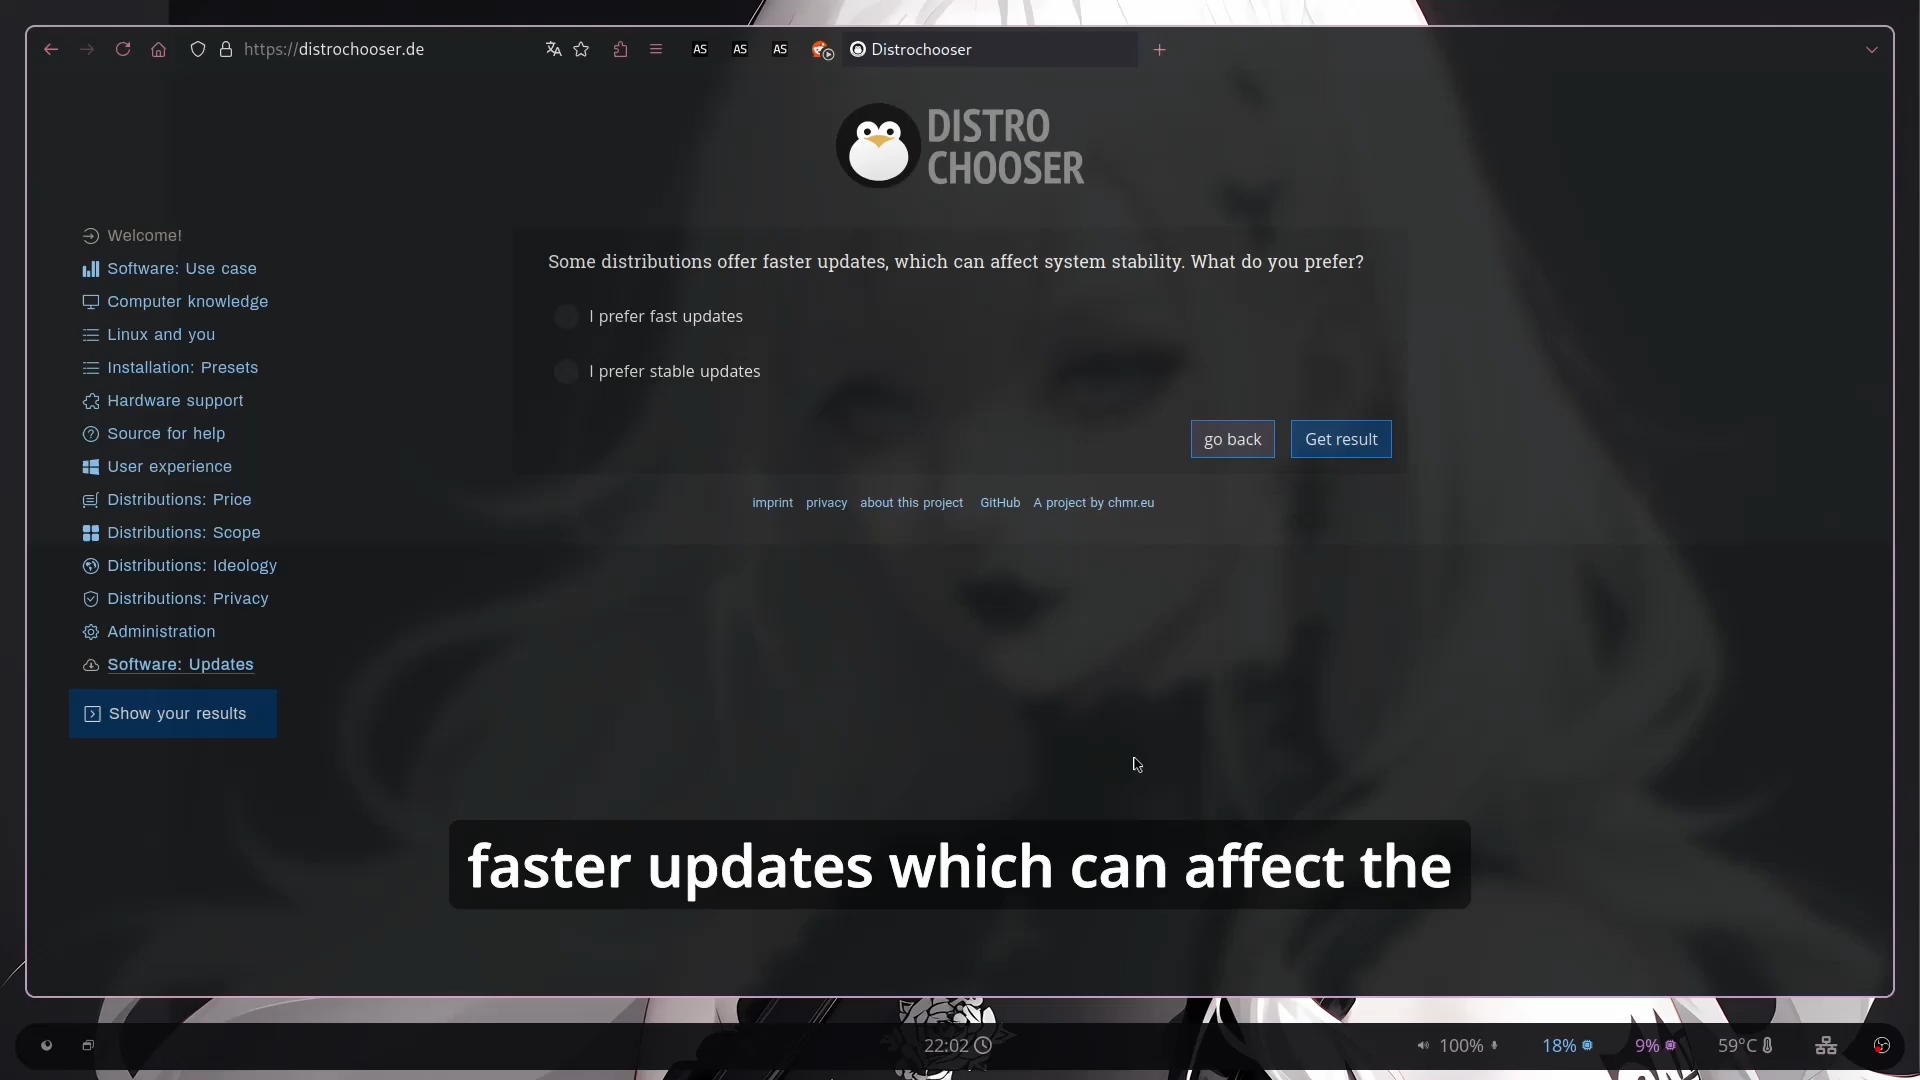 https://distrochooser.de
AS
AS
AS
Distrochooser
DISTRO
CHOOSER
Welcome!
Software: Use case
Computer knowledge
Linux and you
Installation: Presets
Hardware support
Source for help
User experience
Distributions: Price
Distributions: Scope
Distributions: Ideology
Distributions: Privacy
Administration
Software: Updates
Show your results
Some distributions offer faster updates, which can affect system stability. What do you prefer?
I prefer fast updates
I prefer stable updates
go back
Get result
imprint privacy about this project GitHub A project by chmr.eu
faster updates which can affect the
22:02
100%
18%
9%
59°C